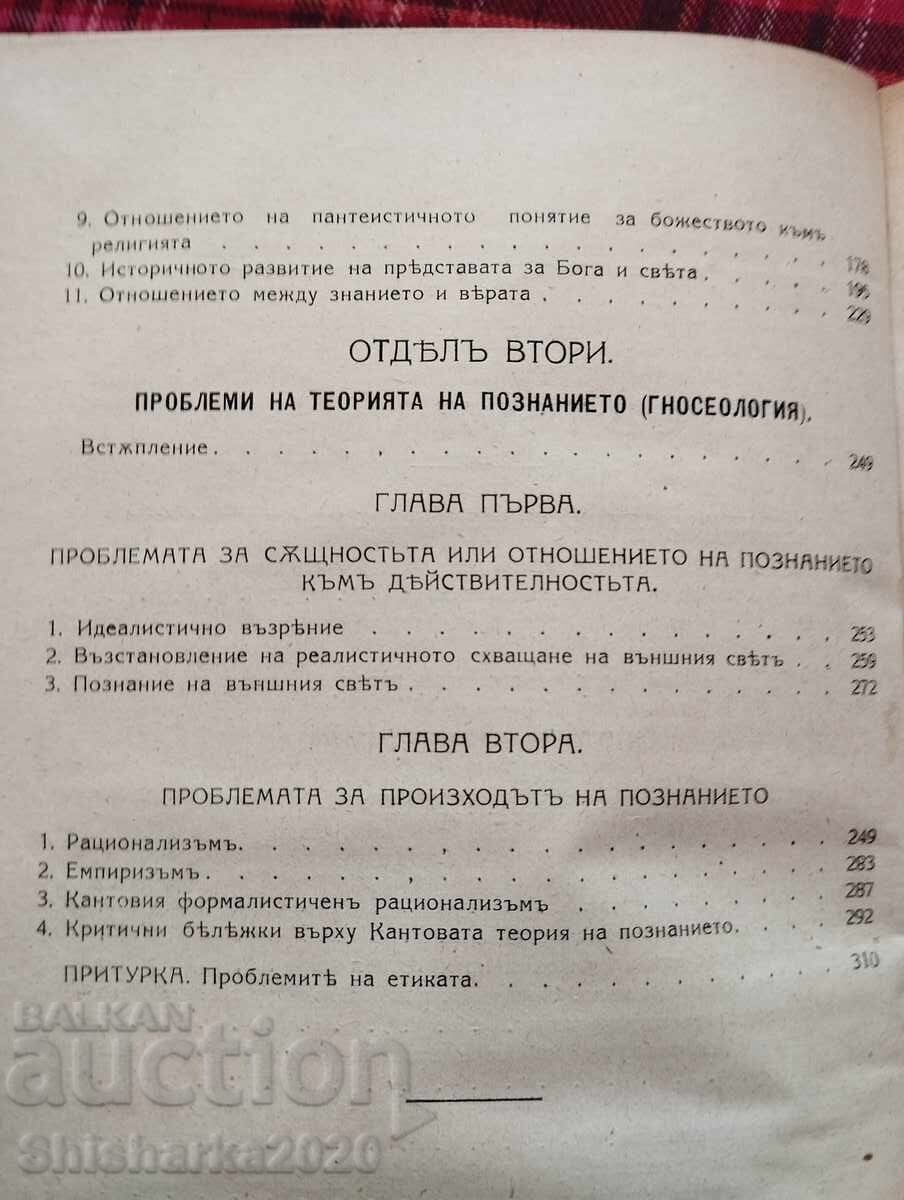 9. Отношението на пантеистичното понятие за божеството къмъ
религията . . . . . . . . . . . . . . . . 178
10. Историчното развитие на прѣдставата за Бога и свѣта . . . . . 196
11. Отношението между знанието и вѣрата . . . . . . . . . . 229
ОТДѢЛЪ ВТОРИ.
ПРОБЛЕМИ НА ТЕОРИЯТА НА ПОЗНАНИЕТО (ГНОСЕОЛОГИЯ).
Встѫпление. . . . . . . . . . . . . . . . 249
ГЛАВА ПЪРВА.
ПРОБЛЕМАТА ЗА СѪЩНОСТЬТА ИЛИ ОТНОШЕНИЕТО НА ПОЗНАНИЕТО
КЪМЪ ДѢЙСТВИТЕЛНОСТЬТА.
1. Идеалистично възрѣние . . . . . . . . . . . . 253
2. Възстановление на реалистичното схващане на външния свѣтъ . . 259
3. Познание на външния свѣтъ . . . . . . . . . . . 272
ГЛАВА ВТОРА.
ПРОБЛЕМАТА ЗА ПРОИЗХОДЪТЪ НА ПОЗНАНИЕТО
1. Рационализъмъ. . . . . . . . . . . . . . . 249
2. Емпиризъмъ . . . . . . . . . . . . . . . . 283
3. Кантовия формалистиченъ рационализъмъ . . . . . . . . 287
4. Критични бѣлѣжки върху Кантовата теория на познанието. . . . 292
ПРИТУРКА. Проблемитѣ на етиката. . . . . . . . . . . 310
BALKAN
auction
Shisharka2020